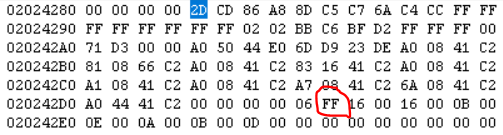 02024280 00 00 00 00 2D CD 86 A8 8D C5 C7 6A C4 CC FF FF
02024290 FF FF FF FF FF FF 02 02 BB C6 BF D2 FF FF FF 00
020242A0 71 D3 00 00 A0 50 44 E0 6D D9 23 DE A0 08 41 C2
020242B0 81 08 66 C2 A0 08 41 C2 83 16 41 C2 A0 08 41 C2
020242C0 A1 08 41 C2 A0 08 41 C2 A7 08 41 C2 6A 08 41 C2
020242D0 A0 44 41 C2 00 00 00 00 06 FF 16 00 16 00 0B 00
020242E0 0E 00 0A 00 0B 00 0D 00 00 00 00 00 00 00 00 00